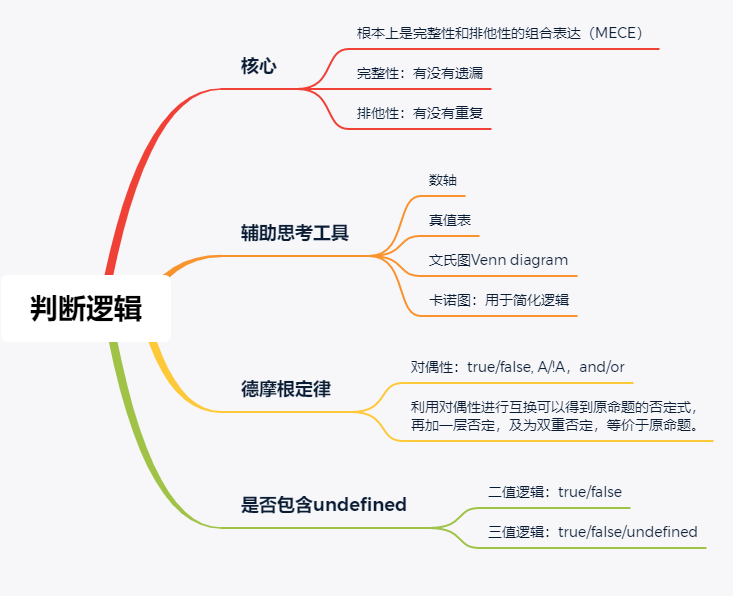 判断逻辑
核心
根本上是完整性和排他性的组合表达（MECE）
完整性：有没有遗漏
排他性：有没有重复
辅助思考工具
数轴
真值表
文氏图Venn diagram
卡诺图：用于简化逻辑
德摩根定律
对偶性：true/false, A/!A，and/or
利用对偶性进行互换可以得到原命题的否定式，
再加一层否定，及为双重否定，等价于原命题。
是否包含undefined
二值逻辑：true/false
三值逻辑：true/false/undefined